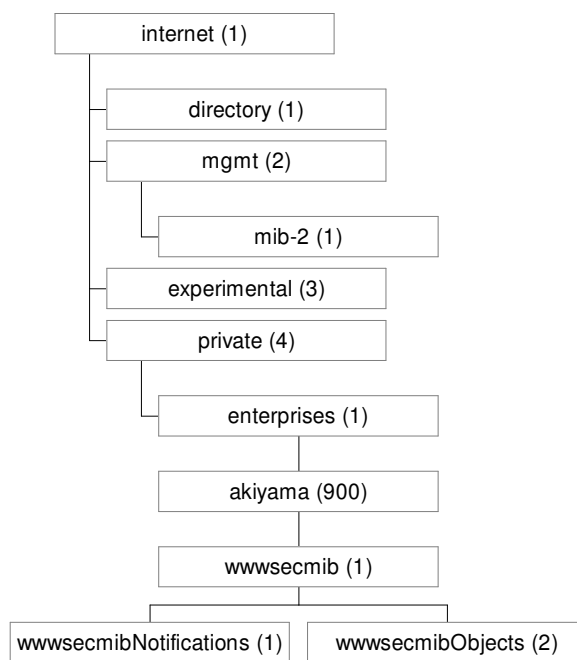 internet (1)
directory (1)
mgmt (2)
mib-2 (1)
experimental (3)
private (4)
enterprises (1)
akiyama (900)
wwwsecmib (1)
wwwsecmibNotifications (1)
wwwsecmibObjects (2)